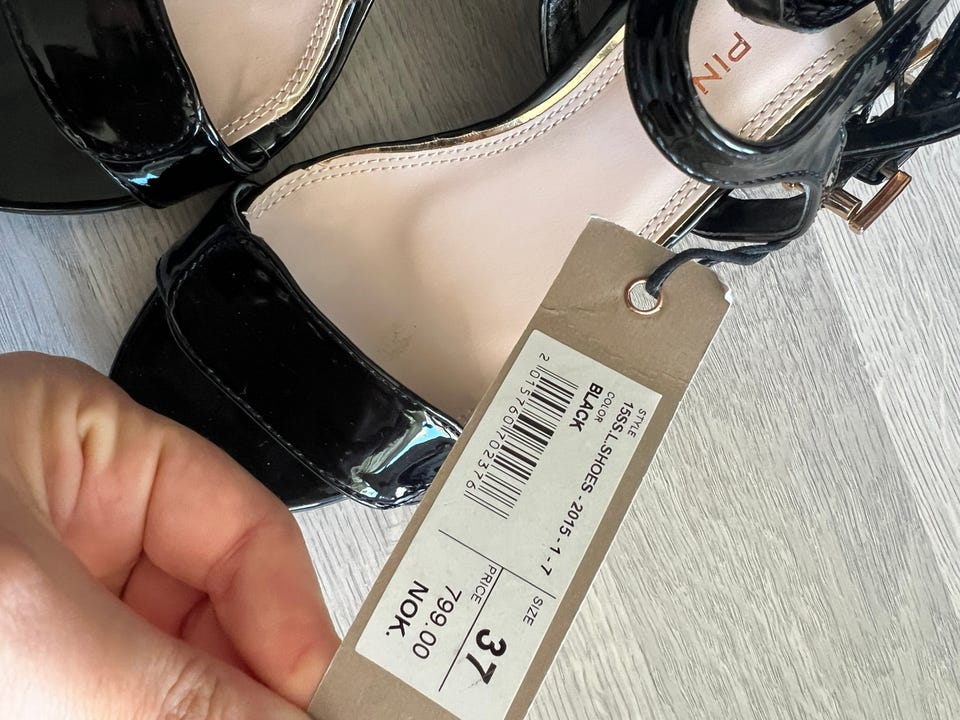 PIN
STYLE
15SS.L.SHOES - 2015 - 1 - 7
COLOR
BLACK
2 015760 702376
SIZE
37
PRICE
799.00
NOK.